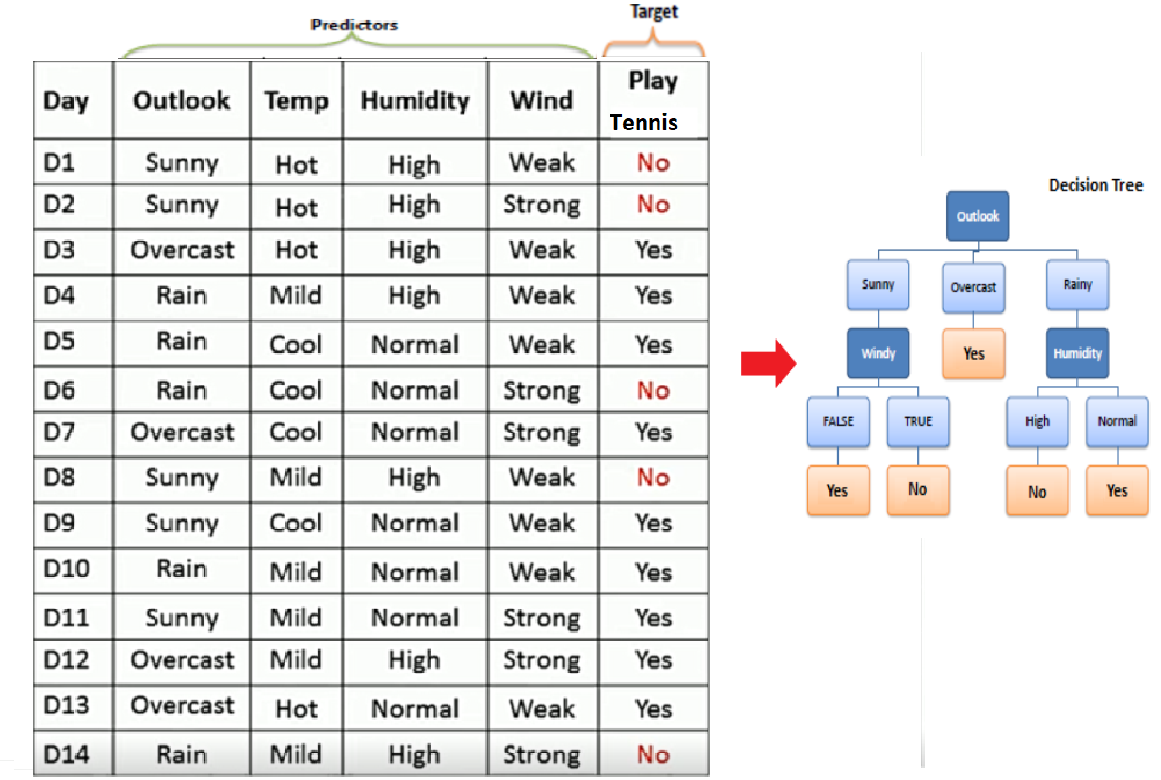 Predictors
Target
Day Outlook Temp Humidity Wind Play
Tennis
D1 Sunny Hot High Weak No
D2 Sunny Hot High Strong No
D3 Overcast Hot High Weak Yes
D4 Rain Mild High Weak Yes
D5 Rain Cool Normal Weak Yes
D6 Rain Cool Normal Strong No
D7 Overcast Cool Normal Strong Yes
D8 Sunny Mild High Weak No
D9 Sunny Cool Normal Weak Yes
D10 Rain Mild Normal Weak Yes
D11 Sunny Mild Normal Strong Yes
D12 Overcast Mild High Strong Yes
D13 Overcast Hot Normal Weak Yes
D14 Rain Mild High Strong No
Decision Tree
Outlook
Sunny Overcast Rainy
Windy Yes Humidity
FALSE TRUE High Normal
Yes No No Yes